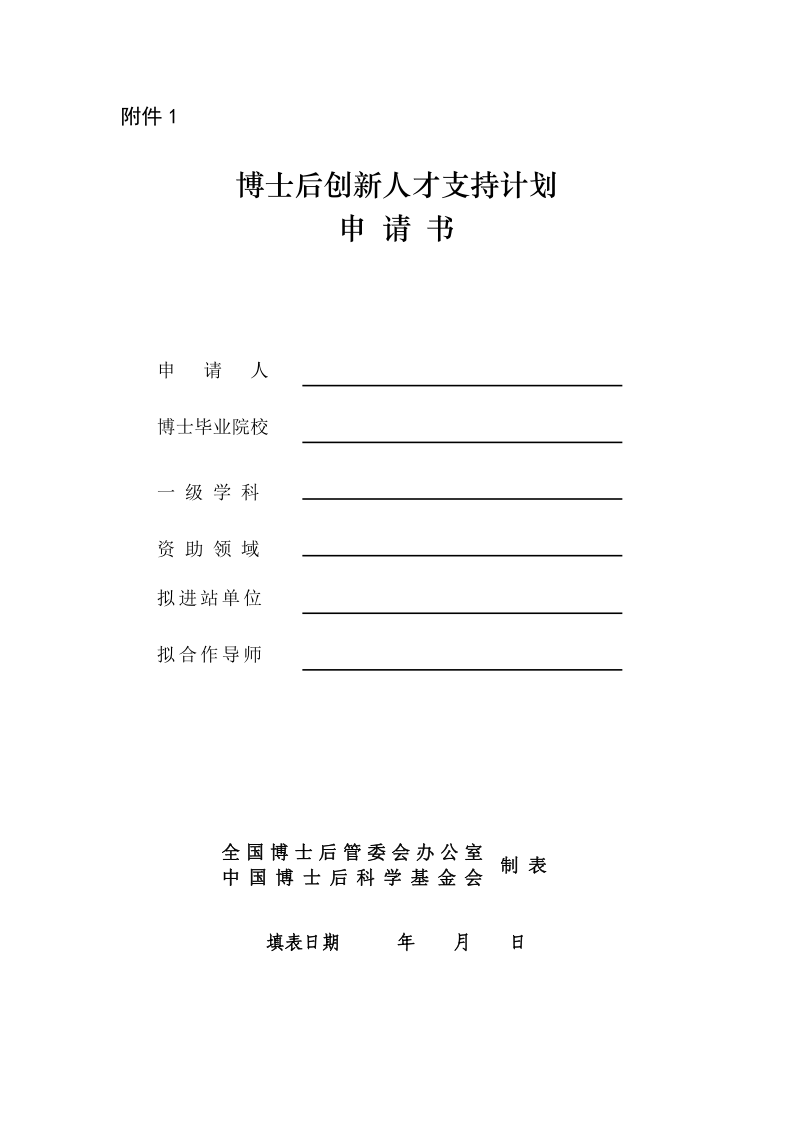 附件 1
博士后创新人才支持计划
申 请 书
申 请 人
博士毕业院校
一 级 学 科
资 助 领 域
拟进站单位
拟合作导师
全国博士后管委会办公室
中国博士后科学基金会
制 表
填表日期 年 月 日